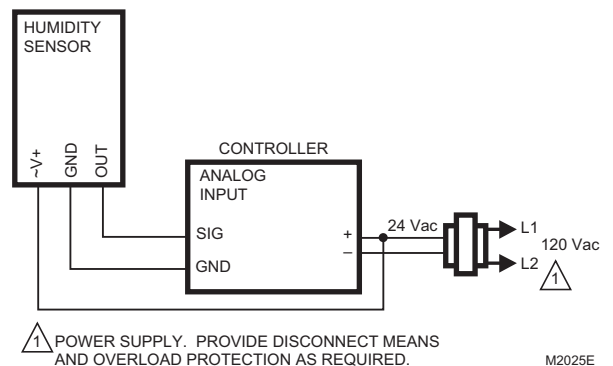 HUMIDITY
SENSOR
~V+
GND
OUT
CONTROLLER
ANALOG
INPUT
SIG
GND
+
–
24 Vac
L1
120 Vac
L2
1
1 POWER SUPPLY. PROVIDE DISCONNECT MEANS
AND OVERLOAD PROTECTION AS REQUIRED.
M2025E